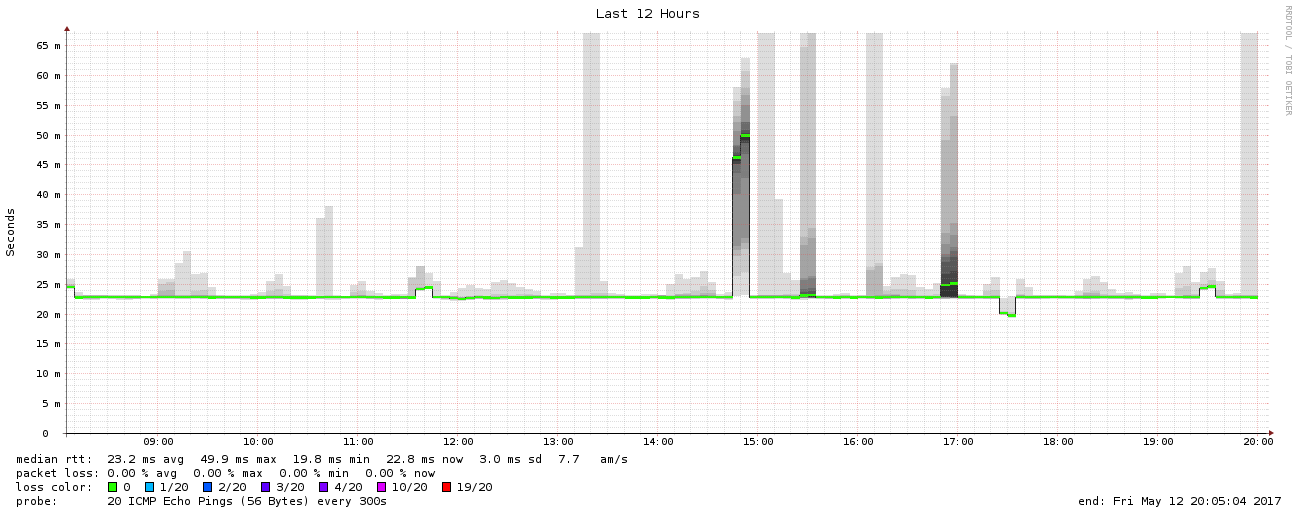 Last 12 Hours
RRDTOOL / TOBI OETIKER
Seconds
65 m
60 m
55 m
50 m
45 m
40 m
35 m
30 m
25 m
20 m
15 m
10 m
5 m
0
09:00 10:00 11:00 12:00 13:00 14:00 15:00 16:00 17:00 18:00 19:00 20:00
median rtt: 23.2 ms avg 49.9 ms max 19.8 ms min 22.8 ms now 3.0 ms sd 7.7 am/s
packet loss: 0.00 % avg 0.00 % max 0.00 % min 0.00 % now
loss color: 0 1/20 2/20 3/20 4/20 10/20 19/20
probe: 20 ICMP Echo Pings (56 Bytes) every 300s end: Fri May 12 20:05:04 2017